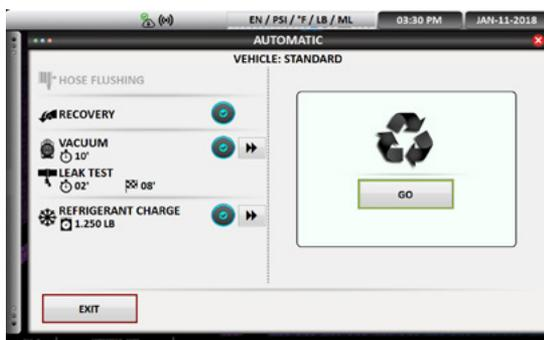 EN / PSI / °F / LB / ML
03:30 PM
JAN-11-2018
AUTOMATIC
VEHICLE: STANDARD
HOSE FLUSHING
RECOVERY
VACUUM
10'
LEAK TEST
02' 08'
REFRIGERANT CHARGE
1.250 LB
GO
EXIT